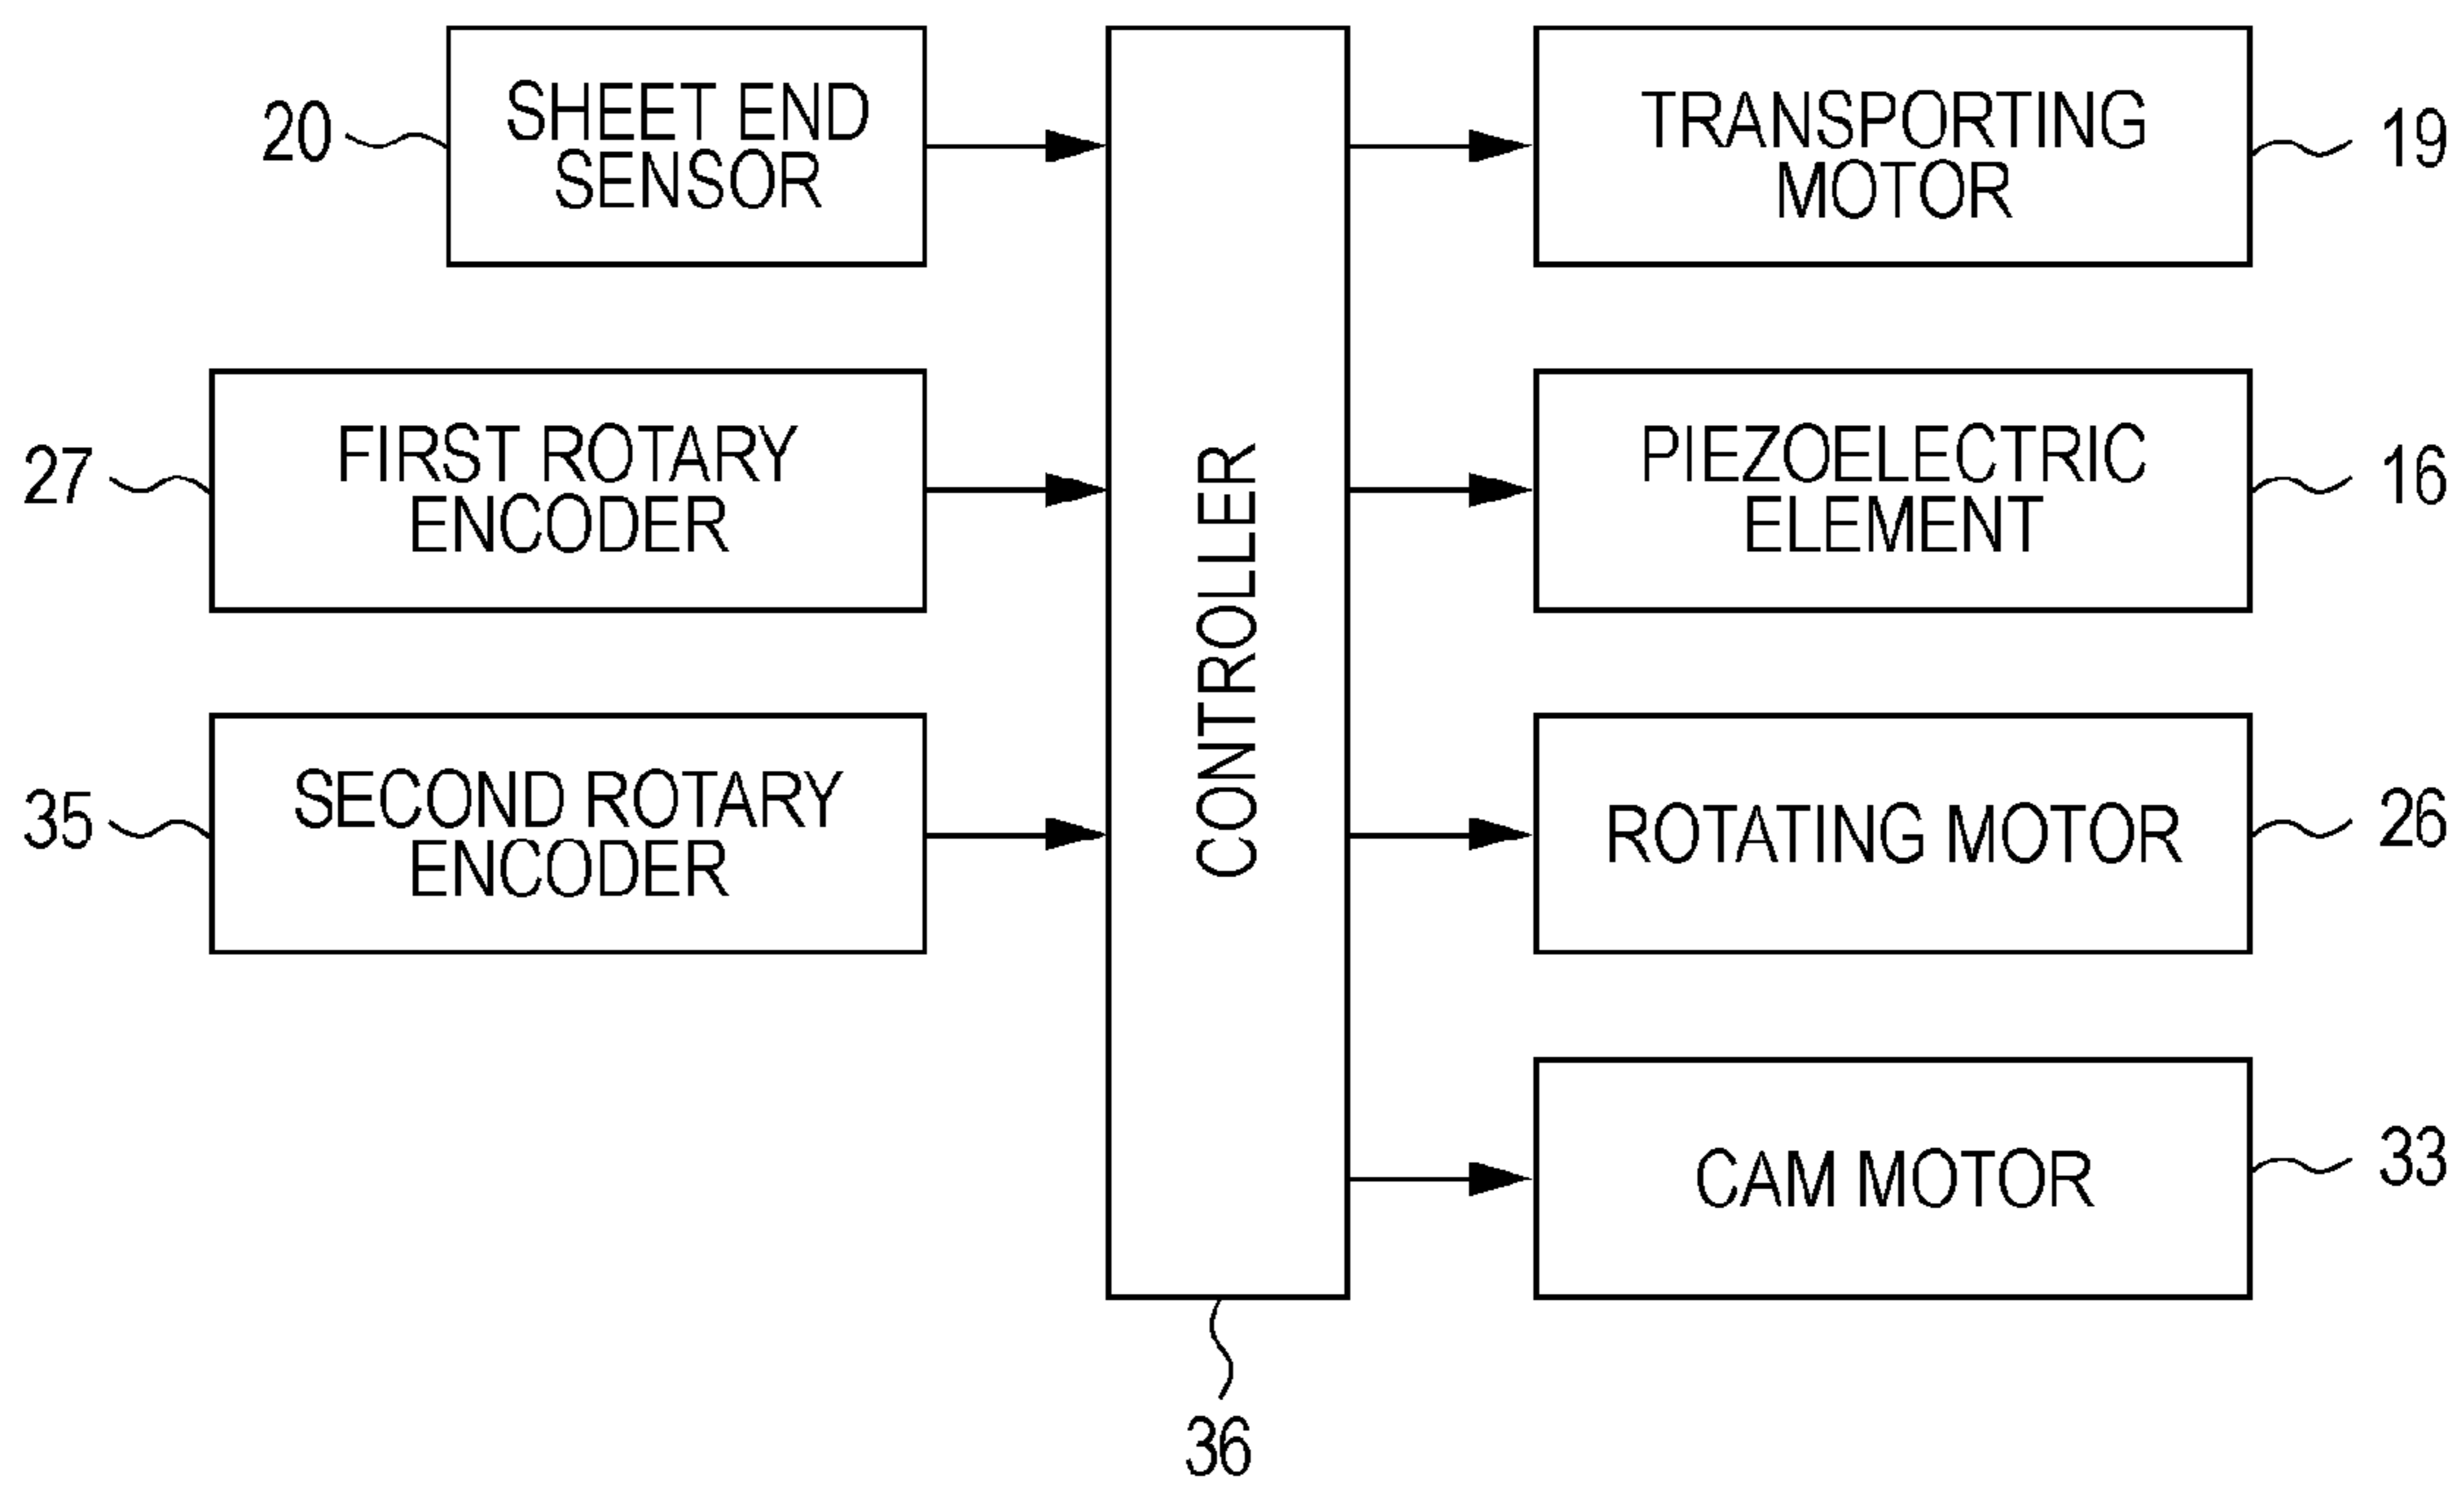 20
SHEET END
SENSOR
TRANSPORTING
MOTOR
19
27
FIRST ROTARY
ENCODER
PIEZOELECTRIC
ELEMENT
16
35
SECOND ROTARY
ENCODER
CONTROLLER
ROTATING MOTOR
26
CAM MOTOR
33
36